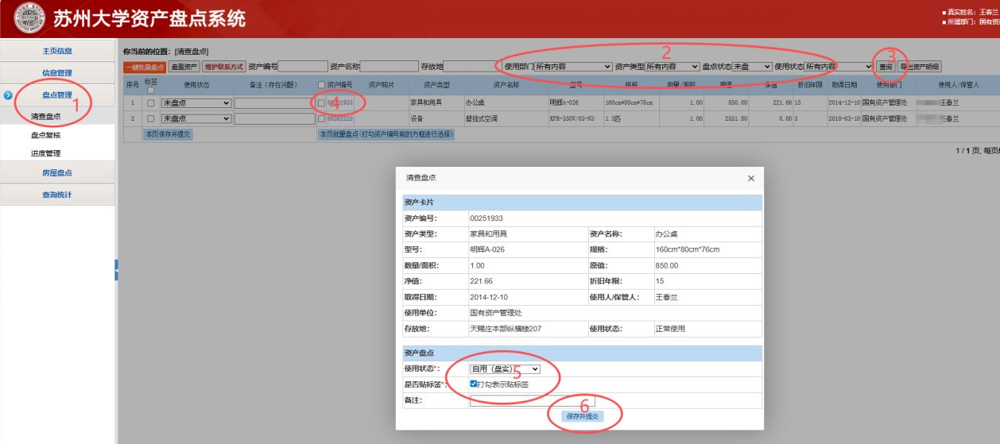 苏州大学资产盘点系统
真实姓名：王春兰
所属部门：国有资
主页信息
信息管理
盘点管理
1
清查盘点
盘点复核
进度管理
房屋盘点
查询统计
你当前的位置：[清查盘点]
一键批量盘点 盘盈资产 维护联系方式 资产编号 资产名称 存放地 使用部门 所有内容 资产类型 所有内容 盘点状态 未盘 使用状态 所有内容 查询 导出资产明细
2
3
序号 标签 使用状态 备注（存在问题） 资产编号 资产照片 资产类型 资产名称 型号 规格 数量/面积 原值 净值 折旧年限 取得日期 使用部门 使用人/保管人
1 未盘点 00251933 家具和用具 办公桌 明辉A-026 160cm*80cm*76cm 1.00 850.00 221.66 15 2014-12-10 国有资产管理处 王春兰
4
2 未盘点 00362225 设备 壁挂式空调 KFR-35GW/03-N3 1.5匹 1.00 2551.80 0.00 5 2018-03-10 国有资产管理处 王春兰
本页保存并提交 本页批量盘点(打勾资产编号前的方框进行选择)
1 / 1 页; 每页
清查盘点 ×
资产卡片
资产编号： 00251933
资产类型： 家具和用具 资产名称： 办公桌
型号： 明辉A-026 规格： 160cm*80cm*76cm
数量/面积： 1.00 原值： 850.00
净值： 221.66 折旧年限： 15
取得日期： 2014-12-10 使用人/保管人： 王春兰
使用单位： 国有资产管理处
存放地： 天赐庄本部纵横楼207 使用状态： 正常使用
资产盘点
使用状态*： 自用（盘实）
5
是否贴标签*： 打勾表示贴标签
备注：
6
保存并提交